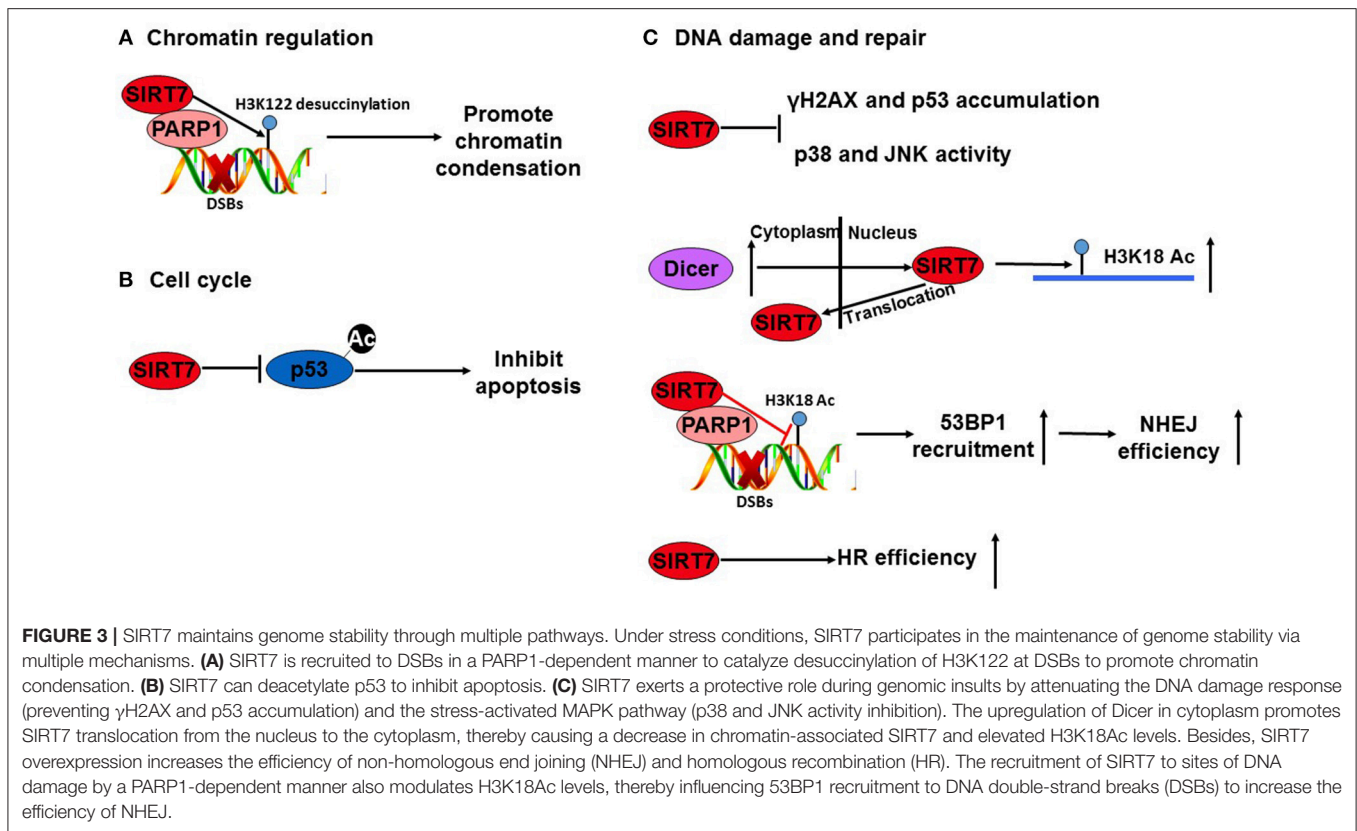 A Chromatin regulation
SIRT7
H3K122 desuccinylation
PARP1
DSBs
Promote
chromatin
condensation
B Cell cycle
SIRT7
p53
Ac
Inhibit
apoptosis
C DNA damage and repair
SIRT7
γH2AX and p53 accumulation
p38 and JNK activity
Cytoplasm
Nucleus
Dicer
SIRT7
H3K18 Ac
Translocation
SIRT7
SIRT7
H3K18 Ac
PARP1
DSBs
53BP1
recruitment
NHEJ
efficiency
SIRT7
HR efficiency
FIGURE 3 | SIRT7 maintains genome stability through multiple pathways. Under stress conditions, SIRT7 participates in the maintenance of genome stability via
multiple mechanisms. (A) SIRT7 is recruited to DSBs in a PARP1-dependent manner to catalyze desuccinylation of H3K122 at DSBs to promote chromatin
condensation. (B) SIRT7 can deacetylate p53 to inhibit apoptosis. (C) SIRT7 exerts a protective role during genomic insults by attenuating the DNA damage response
(preventing γH2AX and p53 accumulation) and the stress-activated MAPK pathway (p38 and JNK activity inhibition). The upregulation of Dicer in cytoplasm promotes
SIRT7 translocation from the nucleus to the cytoplasm, thereby causing a decrease in chromatin-associated SIRT7 and elevated H3K18Ac levels. Besides, SIRT7
overexpression increases the efficiency of non-homologous end joining (NHEJ) and homologous recombination (HR). The recruitment of SIRT7 to sites of DNA
damage by a PARP1-dependent manner also modulates H3K18Ac levels, thereby influencing 53BP1 recruitment to DNA double-strand breaks (DSBs) to increase the
efficiency of NHEJ.